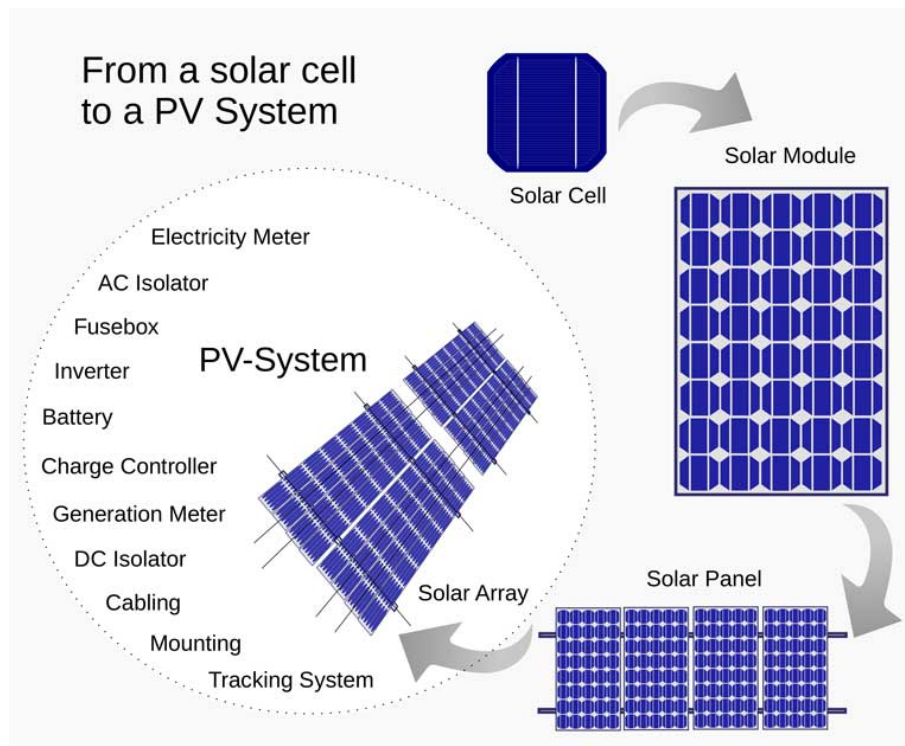 From a solar cell
to a PV System
Solar Cell
Solar Module
Solar Panel
Solar Array
PV-System
Electricity Meter
AC Isolator
Fusebox
Inverter
Battery
Charge Controller
Generation Meter
DC Isolator
Cabling
Mounting
Tracking System